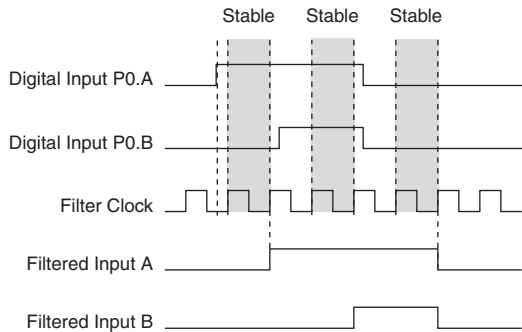 Stable Stable Stable
Digital Input P0.A
Digital Input P0.B
Filter Clock
Filtered Input A
Filtered Input B